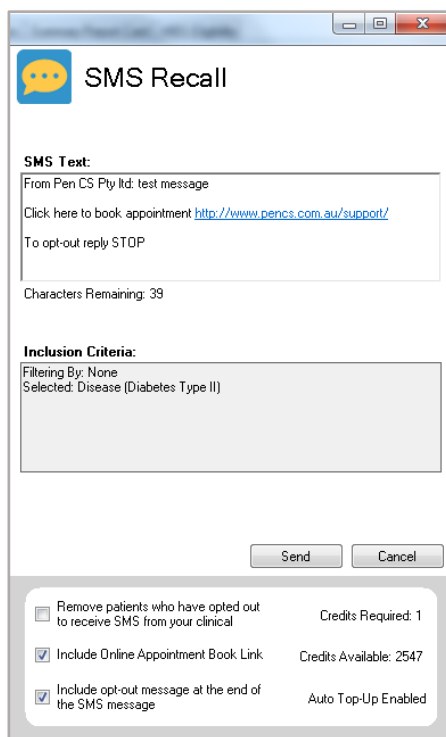 SMS Recall
SMS Text:
From Pen CS Pty ltd: test message
Click here to book appointment http://www.pencs.com.au/support/
To opt-out reply STOP
Characters Remaining: 39
Inclusion Criteria:
Filtering By: None
Selected: Disease (Diabetes Type II)
Send Cancel
Remove patients who have opted out
to receive SMS from your clinical
Credits Required: 1
Include Online Appointment Book Link
Credits Available: 2547
Include opt-out message at the end of
the SMS message
Auto Top-Up Enabled